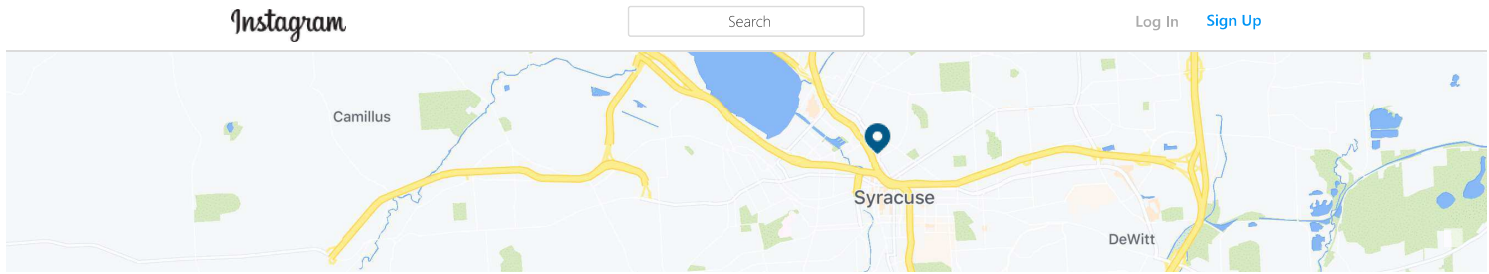 Instagram
Search
Log In
Sign Up
Camillus
Syracuse
DeWitt